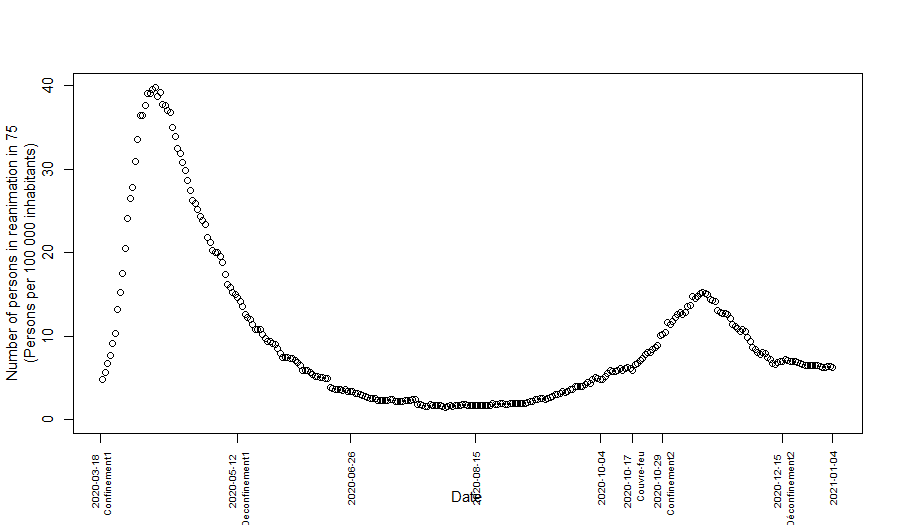 Number of persons in reanimation in 75
(Persons per 100 000 inhabitants)
40
30
20
10
0
2020-03-18
Confinement1
2020-05-12
Déconfinement1
2020-06-26
2020-08-15
2020-10-04
2020-10-17
Couvre-feu
2020-10-29
Confinement2
2020-12-15
Déconfinement2
2021-01-04
Date